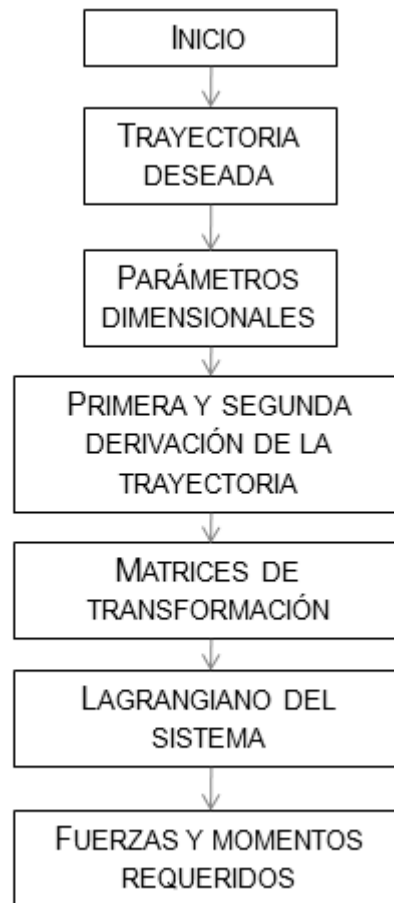 INICIO
TRAYECTORIA
DESEADA
PARÁMETROS
DIMENSIONALES
PRIMERA Y SEGUNDA
DERIVACIÓN DE LA
TRAYECTORIA
MATRICES DE
TRANSFORMACIÓN
LAGRANGIANO DEL
SISTEMA
FUERZAS Y MOMENTOS
REQUERIDOS